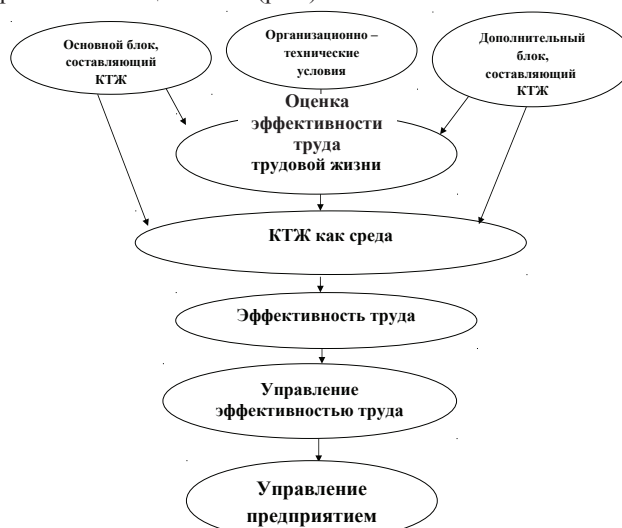 Основной блок,
составляющий
КТЖ
Организационно –
технические
условия
Дополнительный
блок,
составляющий
КТЖ
Оценка
эффективности
труда
трудовой жизни
КТЖ как среда
Эффективность труда
Управление
эффективностью труда
Управление
предприятием